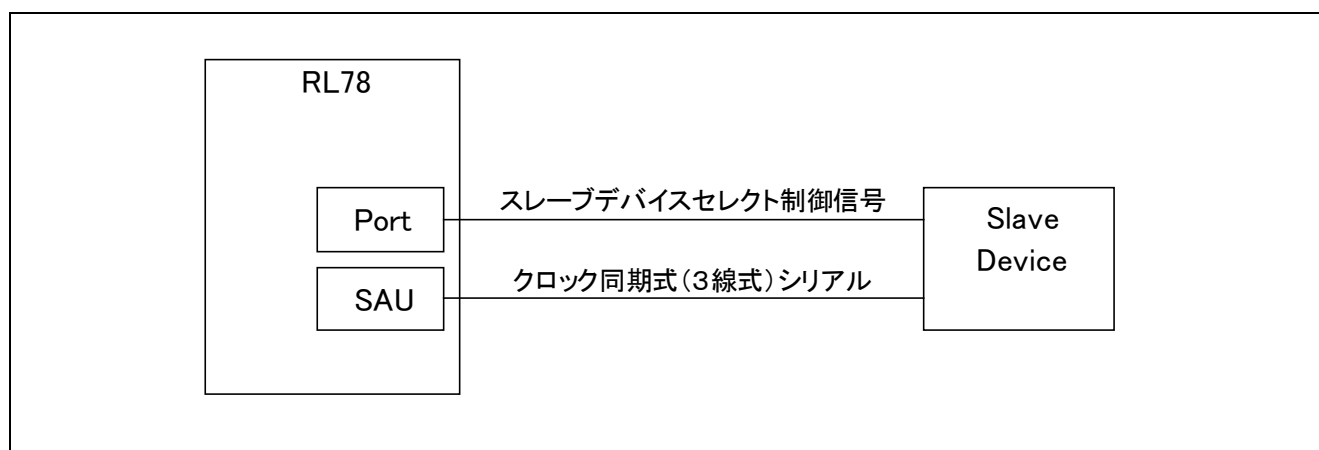 RL78
Port
スレーブデバイスセレクト制御信号
Slave
Device
SAU
クロック同期式(3線式)シリアル